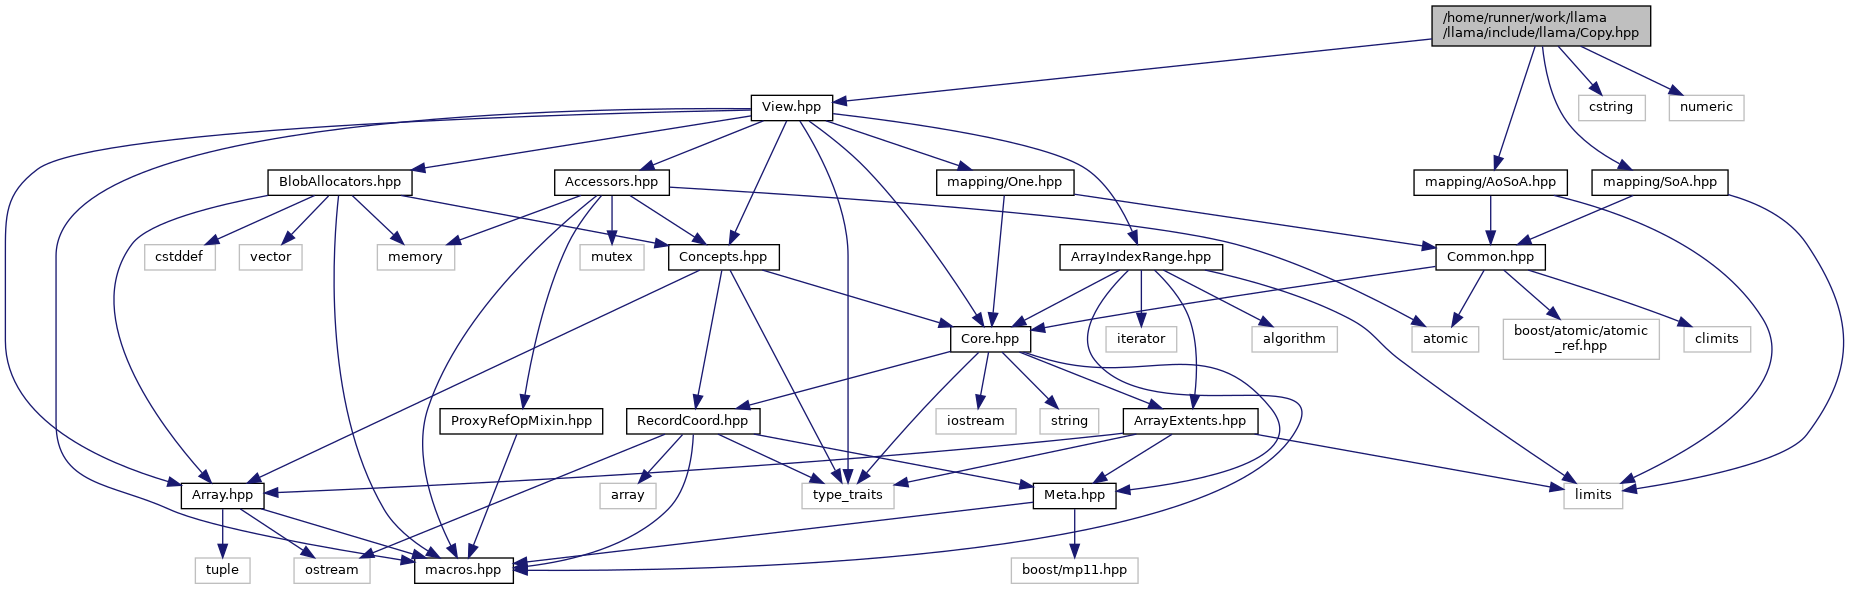 /home/runner/work/llama
/llama/include/llama/Copy.hpp
View.hpp
cstring
numeric
BlobAllocators.hpp
Accessors.hpp
mapping/One.hpp
mapping/AoSoA.hpp
mapping/SoA.hpp
cstddef
vector
memory
mutex
Concepts.hpp
ArrayIndexRange.hpp
Common.hpp
Core.hpp
iterator
algorithm
atomic
boost/atomic/atomic
_ref.hpp
climits
ProxyRefOpMixin.hpp
RecordCoord.hpp
iostream
string
ArrayExtents.hpp
Array.hpp
array
type_traits
Meta.hpp
limits
tuple
ostream
macros.hpp
boost/mp11.hpp